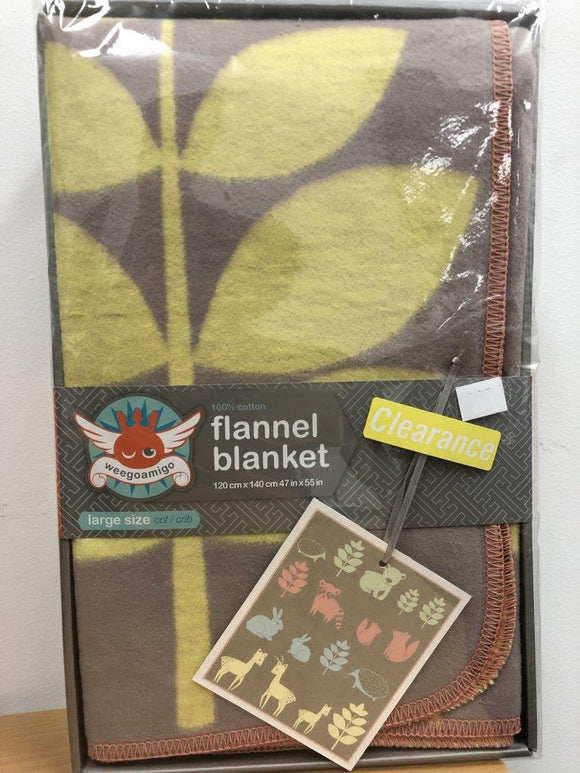 100% cotton
flannel
blanket
120 cm x 140 cm 47 in x 55 in
Clearance
weegoamigo
large size cot / crib